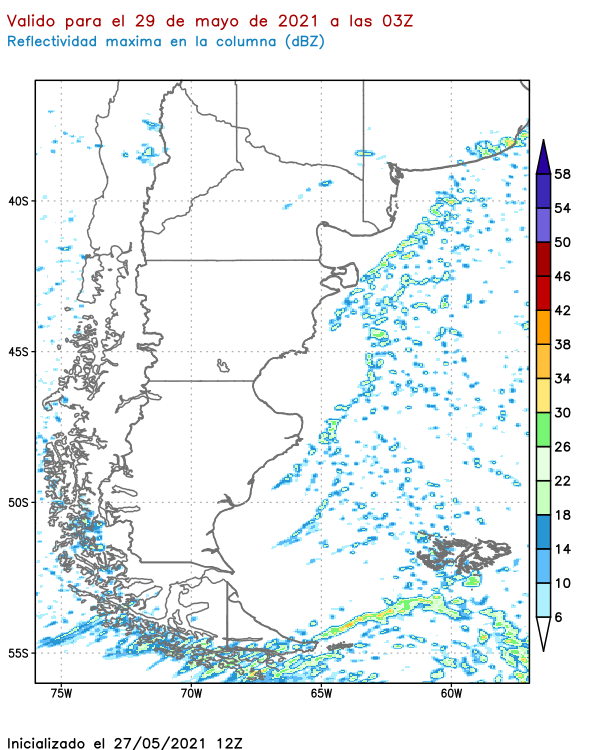 Valido para el 29 de mayo de 2021 a las 03Z
Reflectividad maxima en la columna (dBZ)
58
54
50
46
42
38
34
30
26
22
18
14
10
6
40S
45S
50S
55S
75W 70W 65W 60W
Inicializado el 27/05/2021 12Z